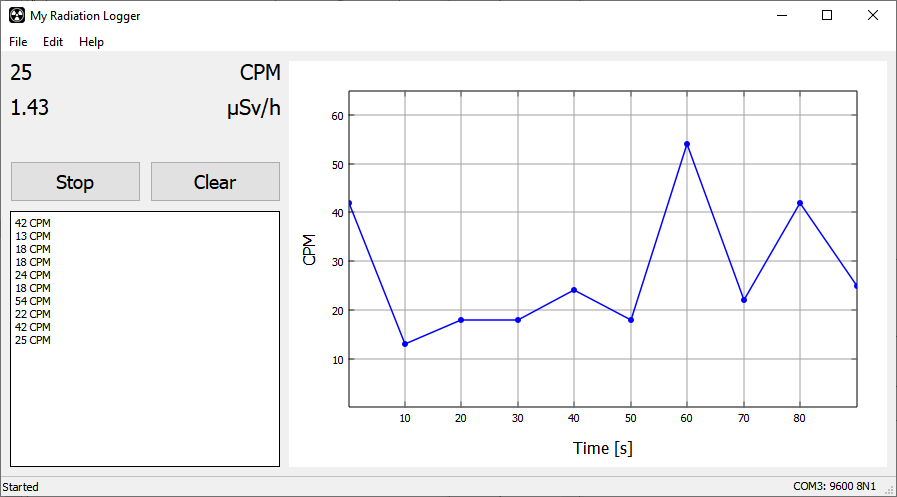 My Radiation Logger
File Edit Help
25 CPM
1.43 µSv/h
Stop Clear
42 CPM
13 CPM
18 CPM
18 CPM
24 CPM
18 CPM
54 CPM
22 CPM
42 CPM
25 CPM
60
50
40
30
20
10
CPM
10 20 30 40 50 60 70 80
Time [s]
Started COM3: 9600 8N1